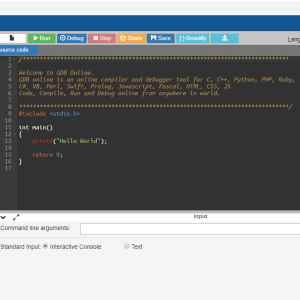 Run Debug Stop Share Save { } Beautify
Lang
source code
1 /******************************************************************************
2
3 Welcome to GDB Online.
4 GDB online is an online compiler and debugger tool for C, C++, Python, PHP, Ruby,
5 C#, VB, Perl, Swift, Prolog, Javascript, Pascal, HTML, CSS, JS
6 Code, Compile, Run and Debug online from anywhere in world.
7
8 *******************************************************************************/
9 #include <stdio.h>
10
11 int main()
12 {
13 printf("Hello World");
14
15 return 0;
16 }
17
input
Command line arguments:
Standard Input: Interactive Console Text